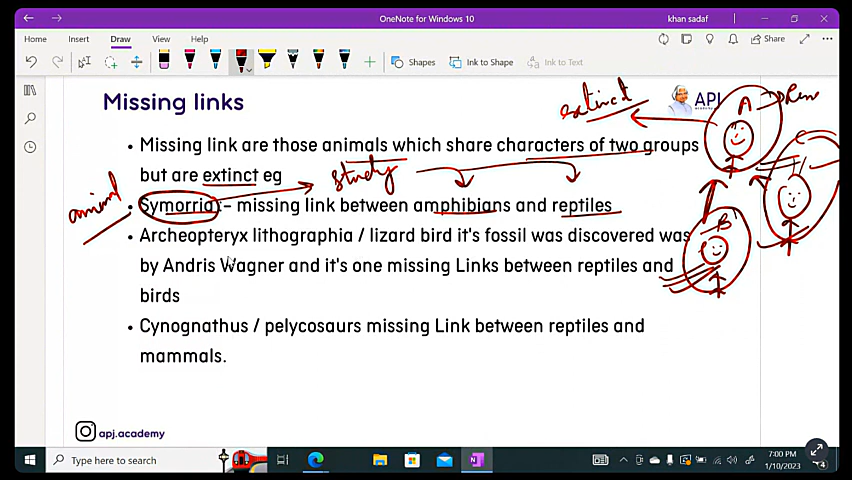 OneNote for Windows 10
khan sadaf
Home Insert Draw View Help
Share
Shapes
Ink to Shape
Ink to Text
Missing links
extinct
API
A
animal
• Missing link are those animals which share characters of two groups
but are extinct eg
study
• Symorria:- missing link between amphibians and reptiles
B
• Archeopteryx lithographia / lizard bird it's fossil was discovered was
by Andris Wagner and it's one missing Links between reptiles and
birds
• Cynognathus / pelycosaurs missing Link between reptiles and
mammals.
apj.academy
Type here to search
7:00 PM
1/10/2023
4